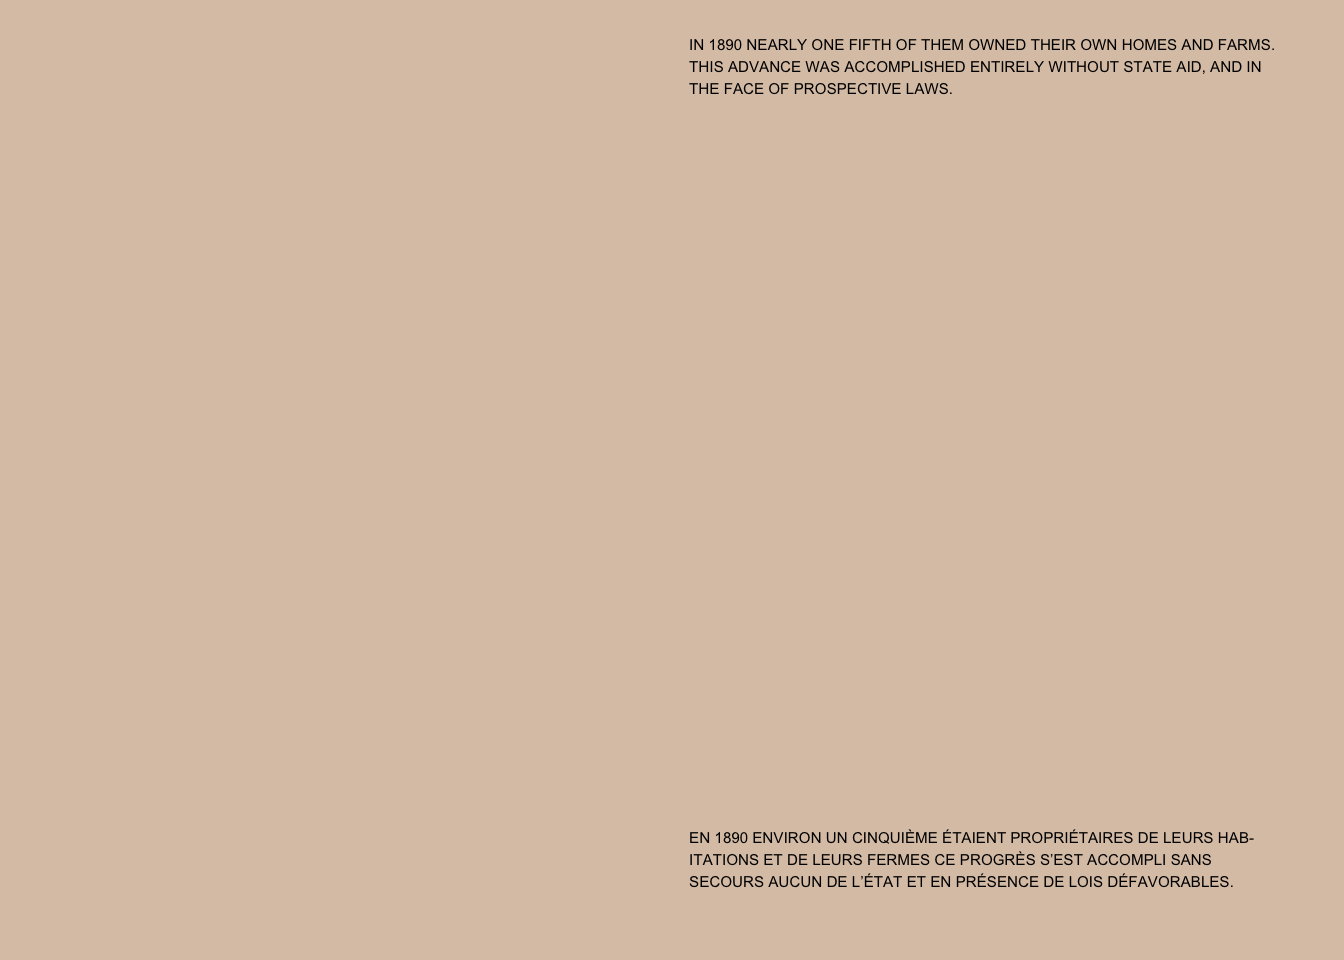 IN 1890 NEARLY ONE FIFTH OF THEM OWNED THEIR OWN HOMES AND FARMS.
THIS ADVANCE WAS ACCOMPLISHED ENTIRELY WITHOUT STATE AID, AND IN
THE FACE OF PROSPECTIVE LAWS.
EN 1890 ENVIRON UN CINQUIÈME ÉTAIENT PROPRIÉTAIRES DE LEURS HAB-
ITATIONS ET DE LEURS FERMES CE PROGRÈS S’EST ACCOMPLI SANS
SECOURS AUCUN DE L’ÉTAT ET EN PRÉSENCE DE LOIS DÉFAVORABLES.